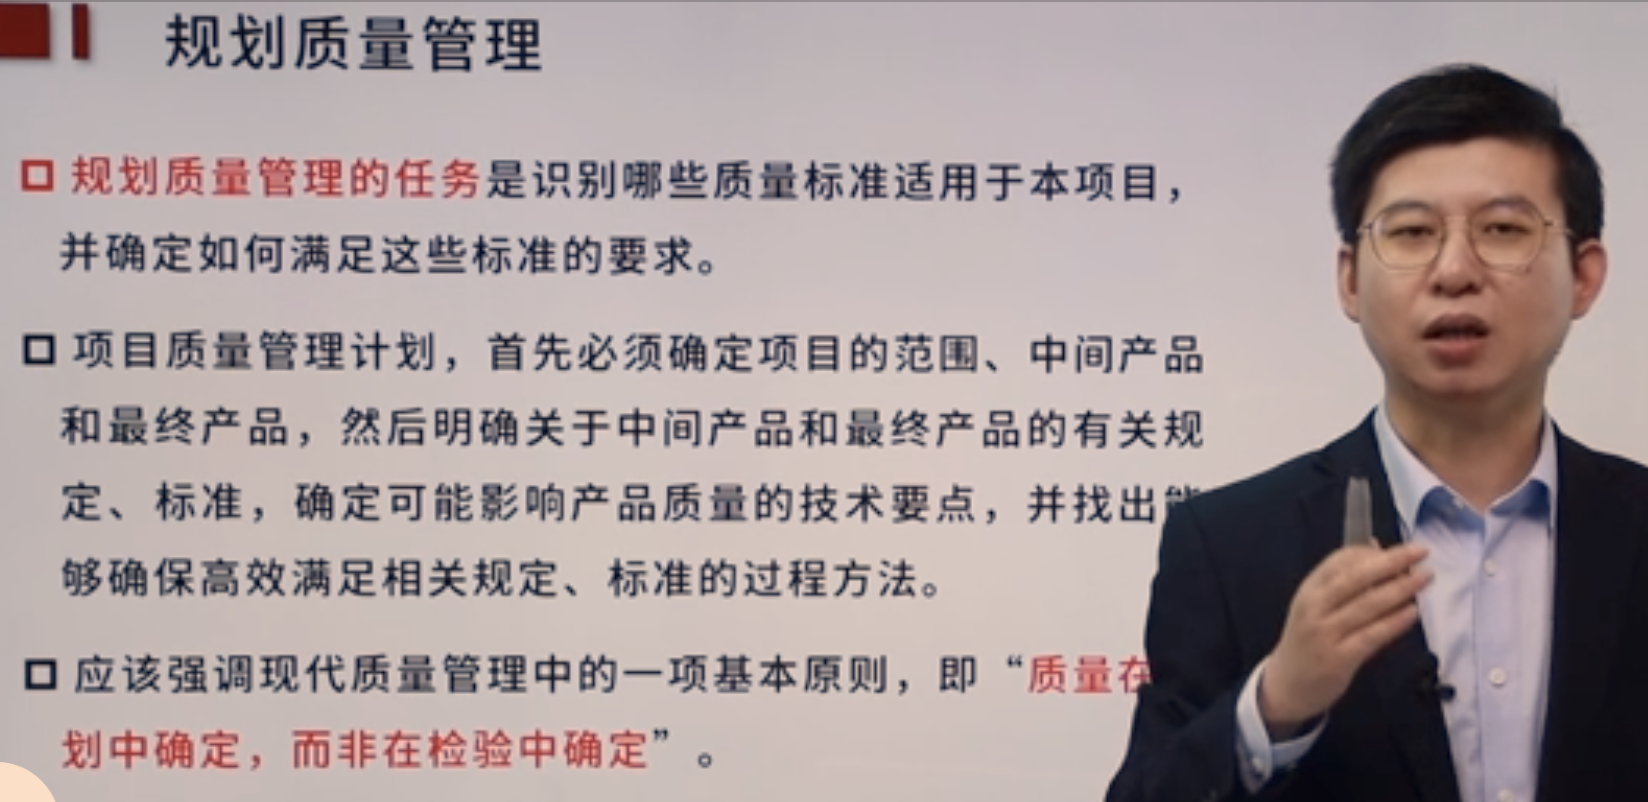 规划质量管理
规划质量管理的任务是识别哪些质量标准适用于本项目，
并确定如何满足这些标准的要求。
项目质量管理计划，首先必须确定项目的范围、中间产品
和最终产品，然后明确关于中间产品和最终产品的有关规
定、标准，确定可能影响产品质量的技术要点，并找出能
够确保高效满足相关规定、标准的过程方法。
应该强调现代质量管理中的一项基本原则，即“质量在
划中确定，而非在检验中确定”。